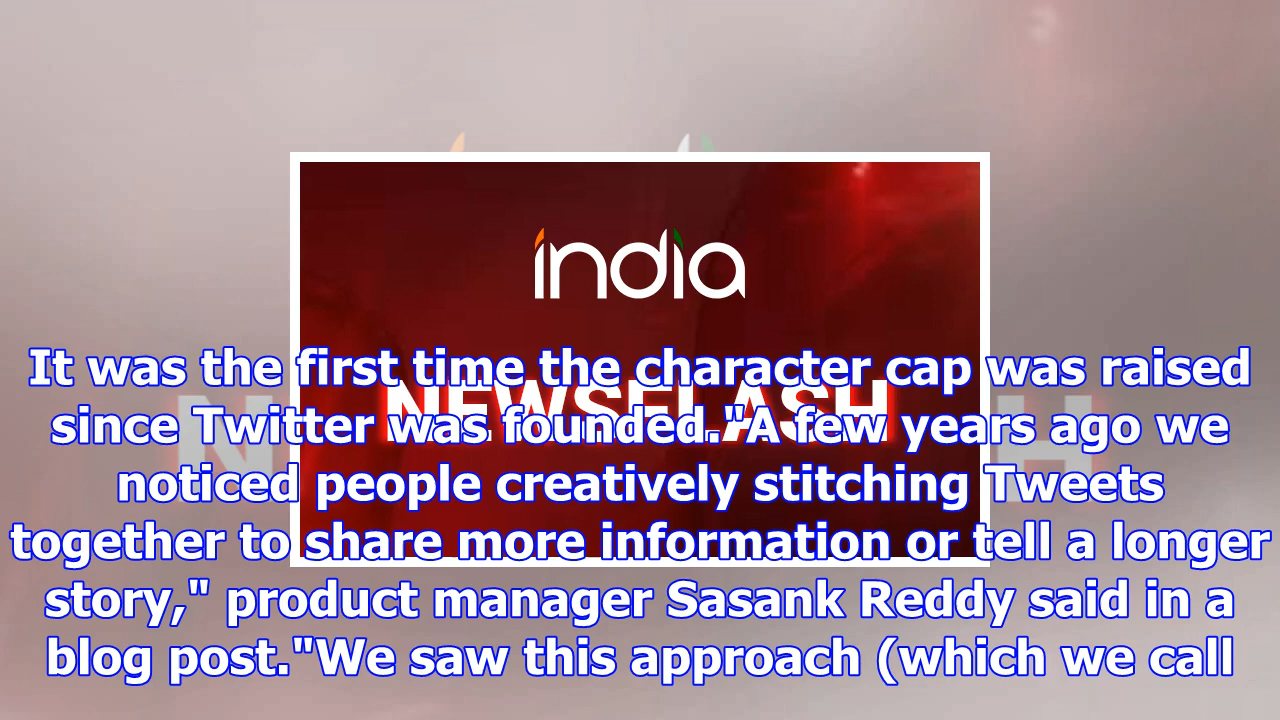 india
NEWSFLASH
It was the first time the character cap was raised
since Twitter was founded."A few years ago we
noticed people creatively stitching Tweets
together to share more information or tell a longer
story," product manager Sasank Reddy said in a
blog post."We saw this approach (which we call